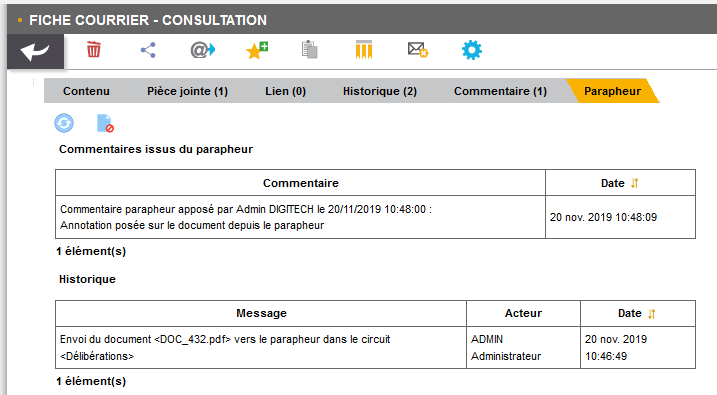 FICHE COURRIER - CONSULTATION
Contenu Pièce jointe (1) Lien (0) Historique (2) Commentaire (1) Parapheur
Commentaires issus du parapheur
Commentaire Date
Commentaire parapheur apposé par Admin DIGITECH le 20/11/2019 10:48:00 :
Annotation posée sur le document depuis le parapheur
20 nov. 2019 10:48:09
1 élément(s)
Historique
Message Acteur Date
Envoi du document <DOC_432.pdf> vers le parapheur dans le circuit
<Délibérations>
ADMIN
Administrateur
20 nov. 2019
10:46:49
1 élément(s)